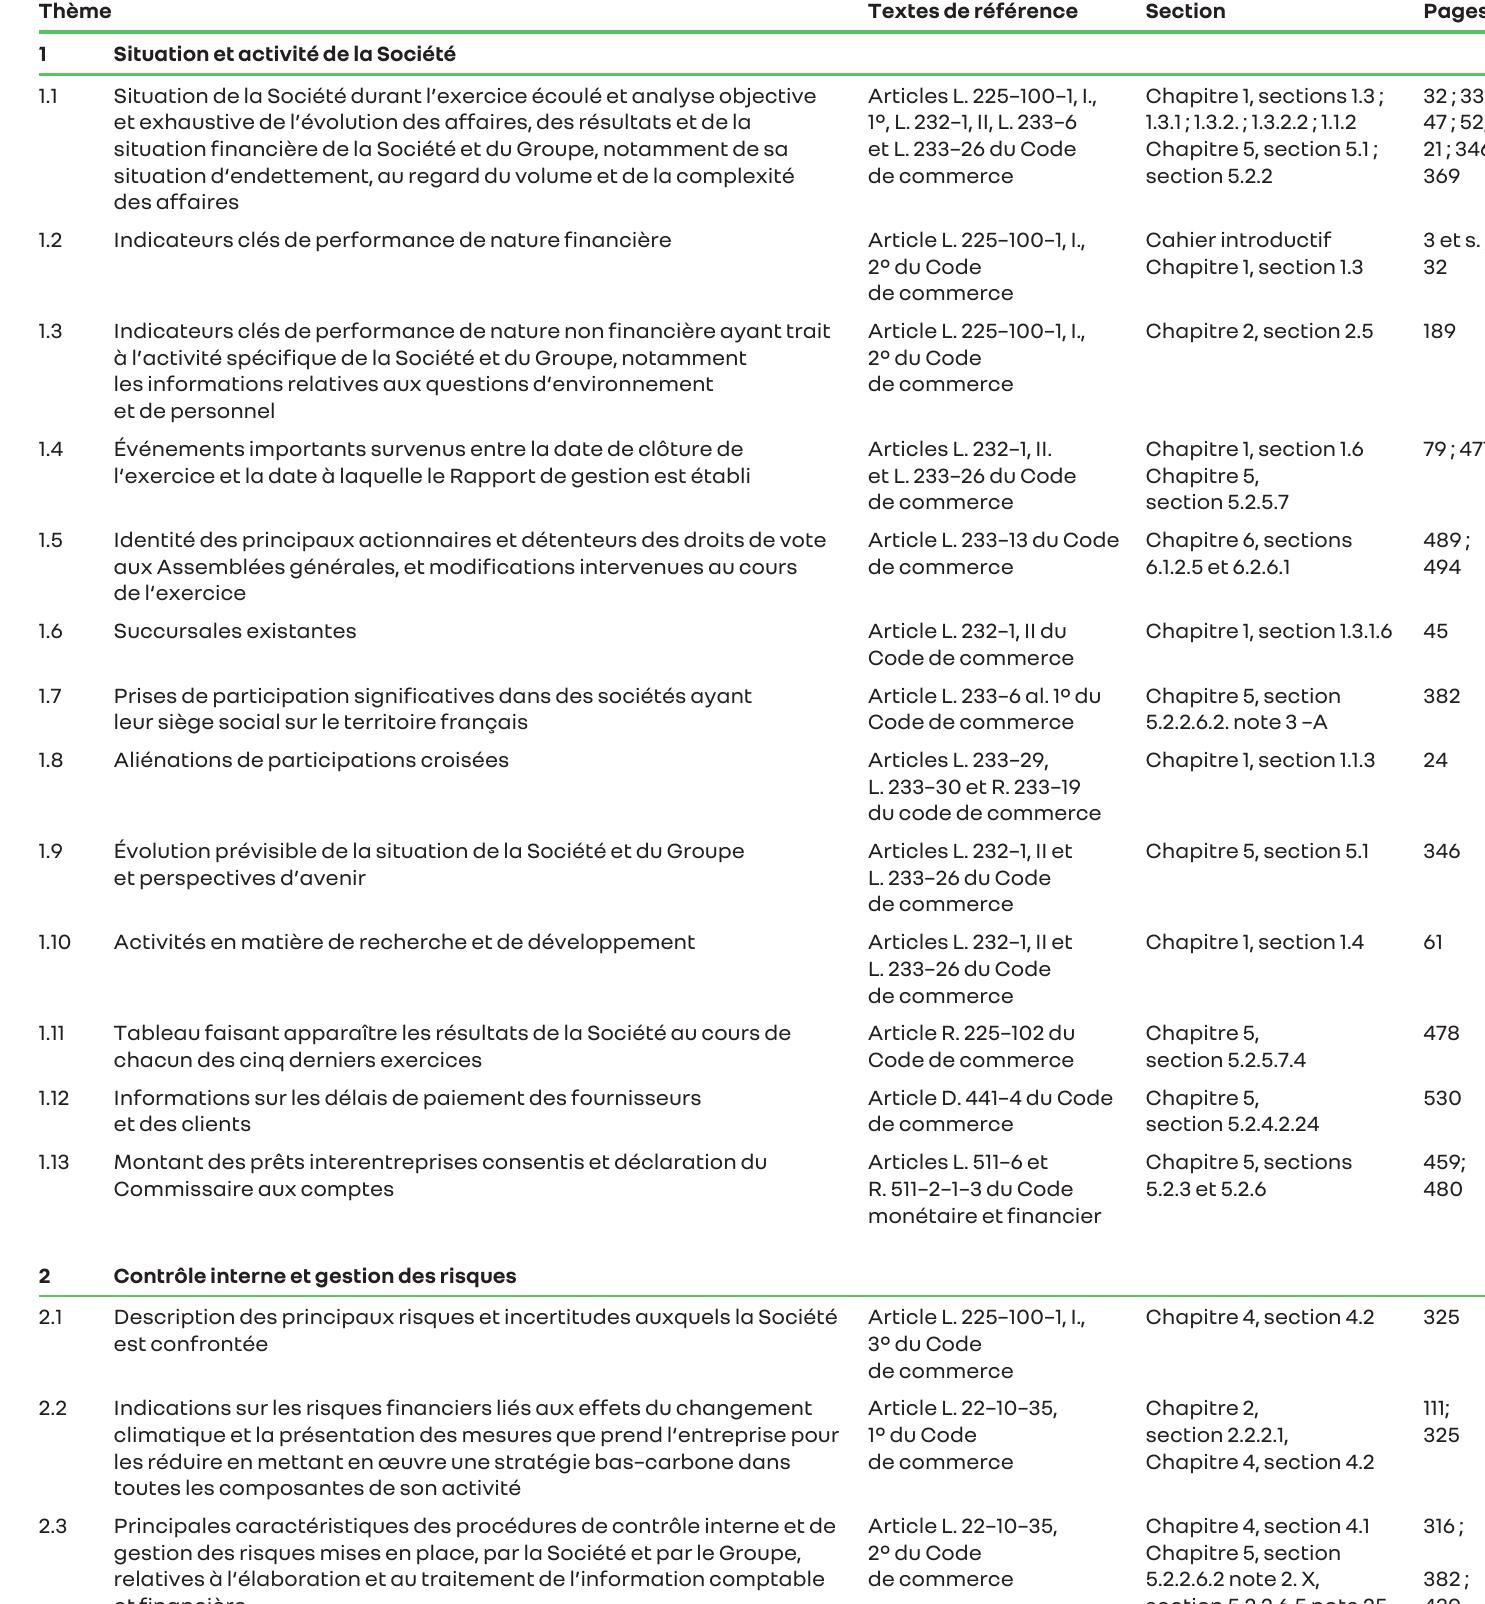 Thème Textes de référence Section Pages
1 Situation et activité de la Société
1.1 Situation de la Société durant l’exercice écoulé et analyse objective Articles L. 225–100–1, I., Chapitre 1, sections 1.3 ; 32 ; 33
et exhaustive de l’évolution des affaires, des résultats et de la 1º, L. 232–1, II, L. 233–6 1.3.1 ; 1.3.2. ; 1.3.2.2 ; 1.1.2 47 ; 52,
situation financière de la Société et du Groupe, notamment de sa et L. 233–26 du Code Chapitre 5, section 5.1 ; 21 ; 346
situation d‘endettement, au regard du volume et de la complexité de commerce section 5.2.2 369
des affaires
1.2 Indicateurs clés de performance de nature financière Article L. 225–100–1, I., Cahier introductif 3 et s.
2º du Code Chapitre 1, section 1.3 32
de commerce
1.3 Indicateurs clés de performance de nature non financière ayant trait Article L. 225–100–1, I., Chapitre 2, section 2.5 189
à l’activité spécifique de la Société et du Groupe, notamment 2º du Code
les informations relatives aux questions d‘environnement de commerce
et de personnel
1.4 Événements importants survenus entre la date de clôture de Articles L. 232–1, II. Chapitre 1, section 1.6 79 ; 477
l’exercice et la date à laquelle le Rapport de gestion est établi et L. 233–26 du Code Chapitre 5,
de commerce section 5.2.5.7
1.5 Identité des principaux actionnaires et détenteurs des droits de vote Article L. 233–13 du Code Chapitre 6, sections 489 ;
aux Assemblées générales, et modifications intervenues au cours de commerce 6.1.2.5 et 6.2.6.1 494
de l‘exercice
1.6 Succursales existantes Article L. 232–1, II du Chapitre 1, section 1.3.1.6 45
Code de commerce
1.7 Prises de participation significatives dans des sociétés ayant Article L. 233–6 al. 1º du Chapitre 5, section 382
leur siège social sur le territoire français Code de commerce 5.2.2.6.2. note 3 –A
1.8 Aliénations de participations croisées Articles L. 233–29, Chapitre 1, section 1.1.3 24
L. 233–30 et R. 233–19
du code de commerce
1.9 Évolution prévisible de la situation de la Société et du Groupe Articles L. 232–1, II et Chapitre 5, section 5.1 346
et perspectives d’avenir L. 233–26 du Code
de commerce
1.10 Activités en matière de recherche et de développement Articles L. 232–1, II et Chapitre 1, section 1.4 61
L. 233–26 du Code
de commerce
1.11 Tableau faisant apparaître les résultats de la Société au cours de Article R. 225–102 du Chapitre 5, 478
chacun des cinq derniers exercices Code de commerce section 5.2.5.7.4
1.12 Informations sur les délais de paiement des fournisseurs Article D. 441–4 du Code Chapitre 5, 530
et des clients de commerce section 5.2.4.2.24
1.13 Montant des prêts interentreprises consentis et déclaration du Articles L. 511–6 et Chapitre 5, sections 459;
Commissaire aux comptes R. 511–2–1–3 du Code 5.2.3 et 5.2.6 480
monétaire et financier
2 Contrôle interne et gestion des risques
2.1 Description des principaux risques et incertitudes auxquels la Société Article L. 225–100–1, I., Chapitre 4, section 4.2 325
est confrontée 3º du Code
de commerce
2.2 Indications sur les risques financiers liés aux effets du changement Article L. 22–10–35, Chapitre 2, 111;
climatique et la présentation des mesures que prend l‘entreprise pour 1º du Code section 2.2.2.1, 325
les réduire en mettant en œuvre une stratégie bas–carbone dans de commerce Chapitre 4, section 4.2
toutes les composantes de son activité
2.3 Principales caractéristiques des procédures de contrôle interne et de Article L. 22–10–35, Chapitre 4, section 4.1 316 ;
gestion des risques mises en place, par la Société et par le Groupe, 2º du Code Chapitre 5, section
relatives à l‘élaboration et au traitement de l’information comptable de commerce 5.2.2.6.2 note 2. X, 382 ;
et financière